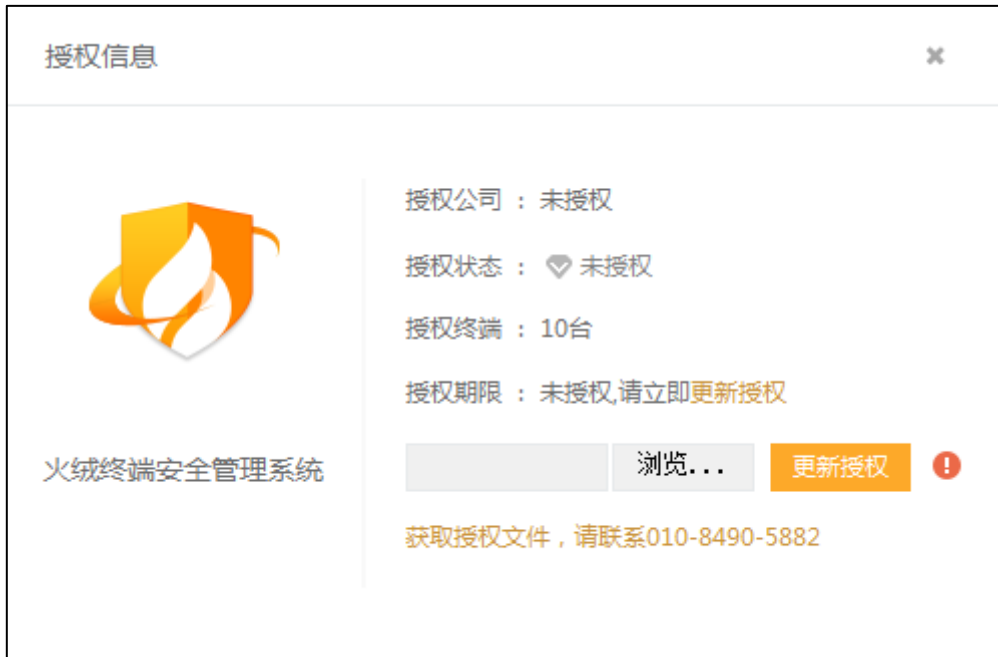 授权信息
授权公司 : 未授权
授权状态 : 未授权
授权终端 : 10台
授权期限 : 未授权,请立即更新授权
火绒终端安全管理系统
浏览... 更新授权
获取授权文件，请联系010-8490-5882